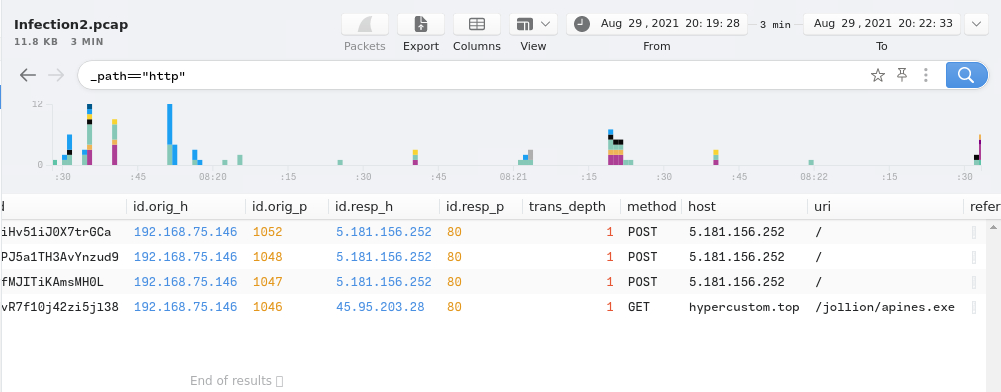 Infection2.pcap
11.8 KB 3 MIN
Packets Export Columns View
Aug 29 , 2021 20: 19: 28 3 min Aug 29 , 2021 20: 22: 33
From To
_path=="http"
12
0
:30 :45 08:20 :15 :30 :45 08:21 :15 :30 :45 08:22 :15 :30
d id.orig_h id.orig_p id.resp_h id.resp_p trans_depth method host uri refer
iHv51iJ0X7trGCa 192.168.75.146 1052 5.181.156.252 80 1 POST 5.181.156.252 /
PJ5a1TH3AvYnzud9 192.168.75.146 1048 5.181.156.252 80 1 POST 5.181.156.252 /
fMJITiKAmsMH0L 192.168.75.146 1047 5.181.156.252 80 1 POST 5.181.156.252 /
vR7f10j42zi5jl38 192.168.75.146 1046 45.95.203.28 80 1 GET hypercustom.top /jollion/apines.exe
End of results